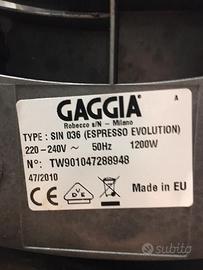 GAGGIA
A
Robecco s/N - Milano
TYPE : SIN 036 (ESPRESSO EVOLUTION)
220 - 240V ~ 50Hz 1200W
N°: TW901047288948
47/2010
Made in EU
subito